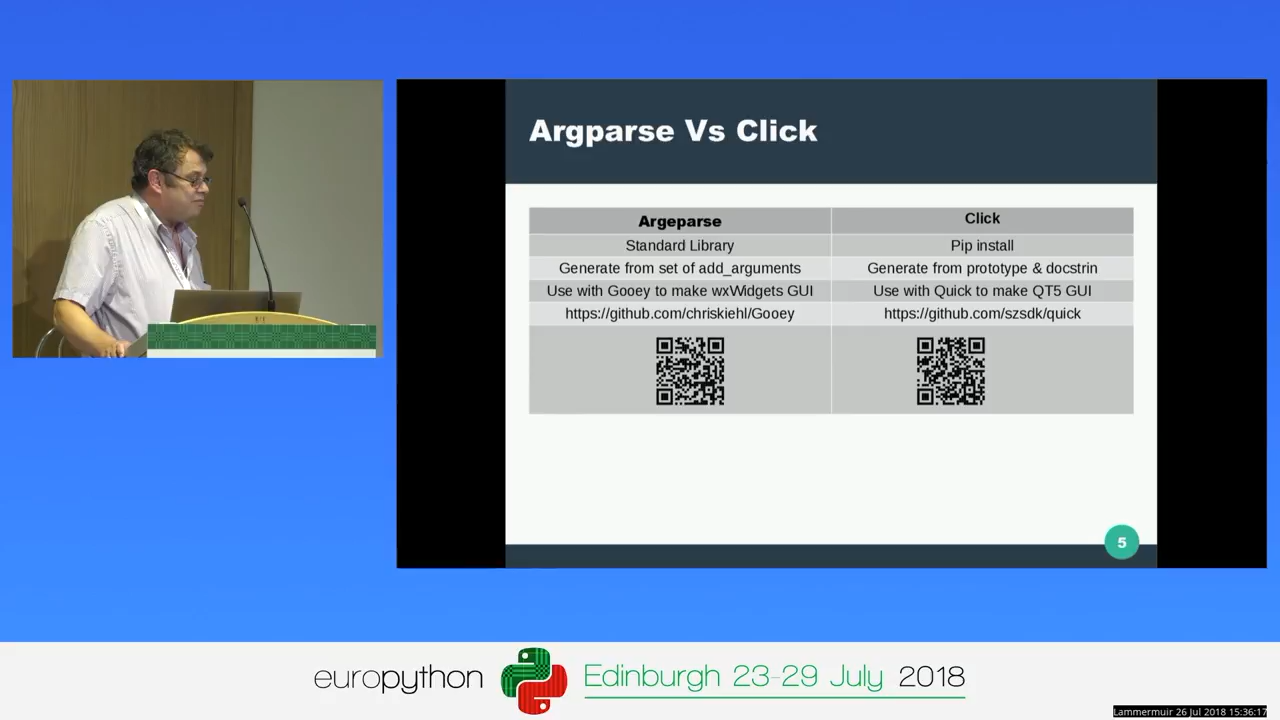 Argparse Vs Click
Argeparse
Click
Standard Library
Pip install
Generate from set of add_arguments
Generate from prototype & docstrin
Use with Gooey to make wxWidgets GUI
Use with Quick to make QT5 GUI
https://github.com/chriskiehl/Gooey
https://github.com/szsdk/quick
5
europython
Edinburgh 23-29 July 2018
Lammermuir 26 Jul 2018 15:36:17